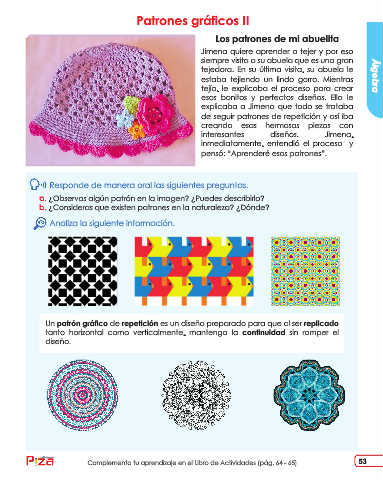 Patrones gráficos II
Los patrones de mi abuelita
Jimena quiere aprender a tejer y por eso
siempre visita a su abuela que es una gran
tejedora. En su última visita, su abuela le
estaba tejiendo un lindo gorro. Mientras
tejía, le explicaba el proceso para crear
esos bonitos y perfectos diseños. Ella le
explicaba a Jimena que todo se trataba
de seguir patrones de repetición y así iba
creando esas hermosas piezas con
interesantes diseños. Jimena,
inmediatamente, entendió el proceso y
pensó: "Aprenderé esos patrones".
Álgebra
Responde de manera oral las siguientes preguntas.
a. ¿Observas algún patrón en la imagen? ¿Puedes describirlo?
b. ¿Consideras que existen patrones en la naturaleza? ¿Dónde?
Analiza la siguiente información.
Un patrón gráfico de repetición es un diseño preparado para que al ser replicado
tanto horizontal como verticalmente, mantenga la continuidad sin romper el
diseño.
Complementa tu aprendizaje en el Libro de Actividades (pág. 64 - 65)
53